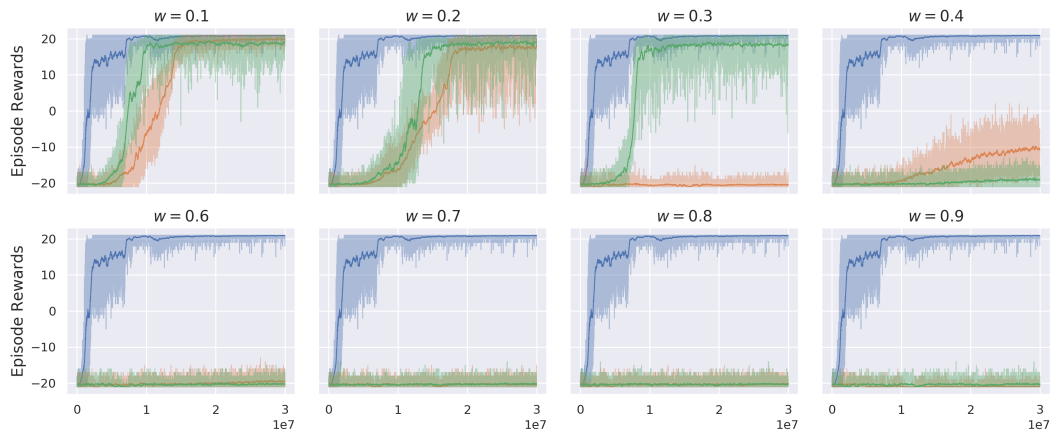 w = 0.1 w = 0.2 w = 0.3 w = 0.4
Episode Rewards
20
10
0
−10
−20
w = 0.6 w = 0.7 w = 0.8 w = 0.9
Episode Rewards
20
10
0
−10
−20
0 1 2 3 0 1 2 3 0 1 2 3 0 1 2 3
1e7 1e7 1e7 1e7